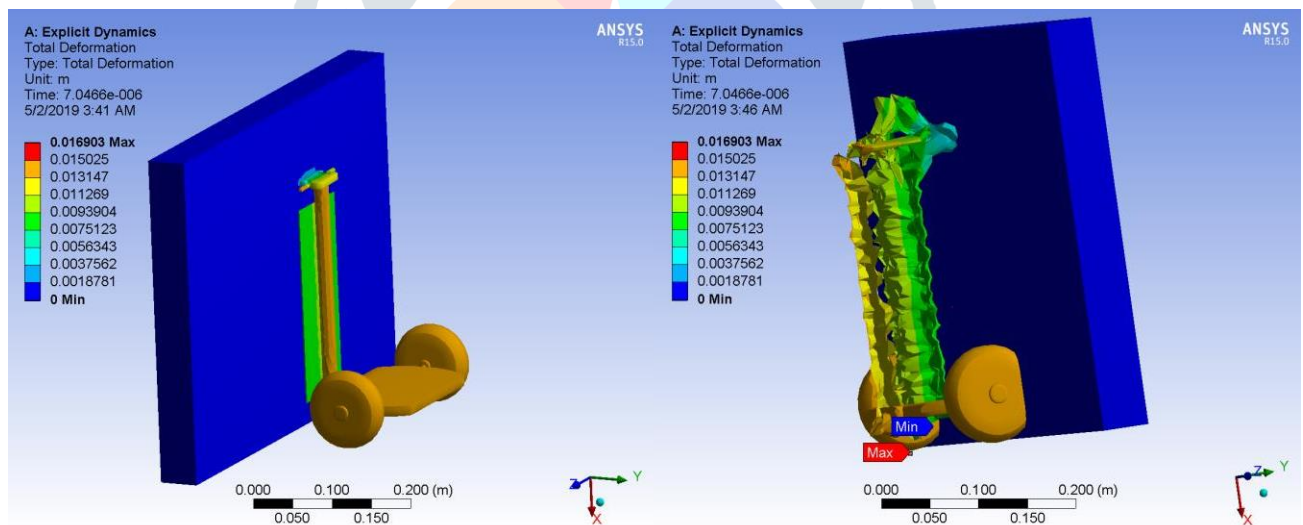 A: Explicit Dynamics
Total Deformation
Type: Total Deformation
Unit: m
Time: 7.0466e-006
5/2/2019 3:41 AM
ANSYS
R15.0
0.016903 Max
0.015025
0.013147
0.011269
0.0093904
0.0075123
0.0056343
0.0037562
0.0018781
0 Min
0.000 0.100 0.200 (m)
0.050 0.150
Z Y
X
A: Explicit Dynamics
Total Deformation
Type: Total Deformation
Unit: m
Time: 7.0466e-006
5/2/2019 3:46 AM
ANSYS
R15.0
0.016903 Max
0.015025
0.013147
0.011269
0.0093904
0.0075123
0.0056343
0.0037562
0.0018781
0 Min
Min
Max
0.000 0.100 0.200 (m)
0.050 0.150
Z Y
X